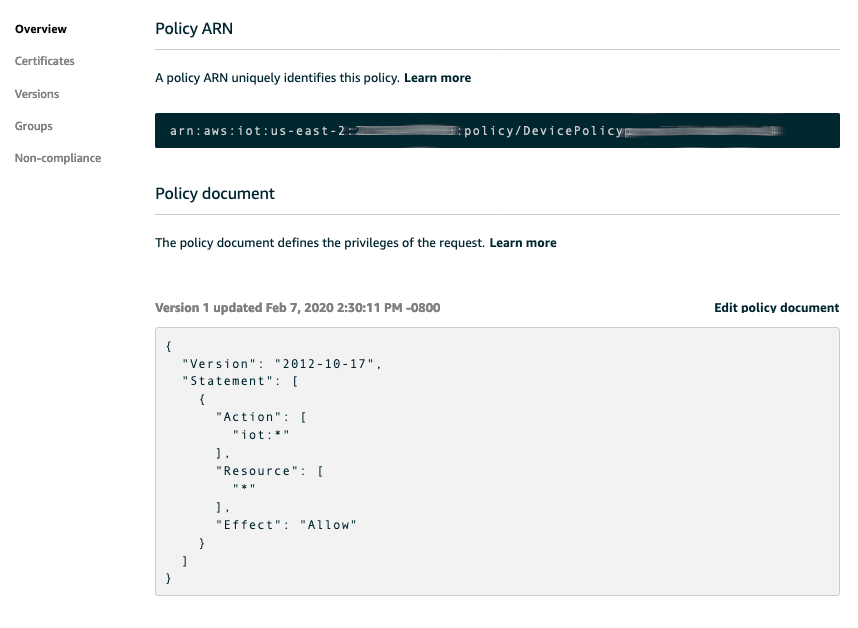 Overview
Certificates
Versions
Groups
Non-compliance
Policy ARN
A policy ARN uniquely identifies this policy. Learn more
arn:aws:iot:us-east-2: :policy/DevicePolicy
Policy document
The policy document defines the privileges of the request. Learn more
Version 1 updated Feb 7, 2020 2:30:11 PM -0800
Edit policy document
{
  "Version": "2012-10-17",
  "Statement": [
    {
      "Action": [
        "iot:*"
      ],
      "Resource": [
        "*"
      ],
      "Effect": "Allow"
    }
  ]
}